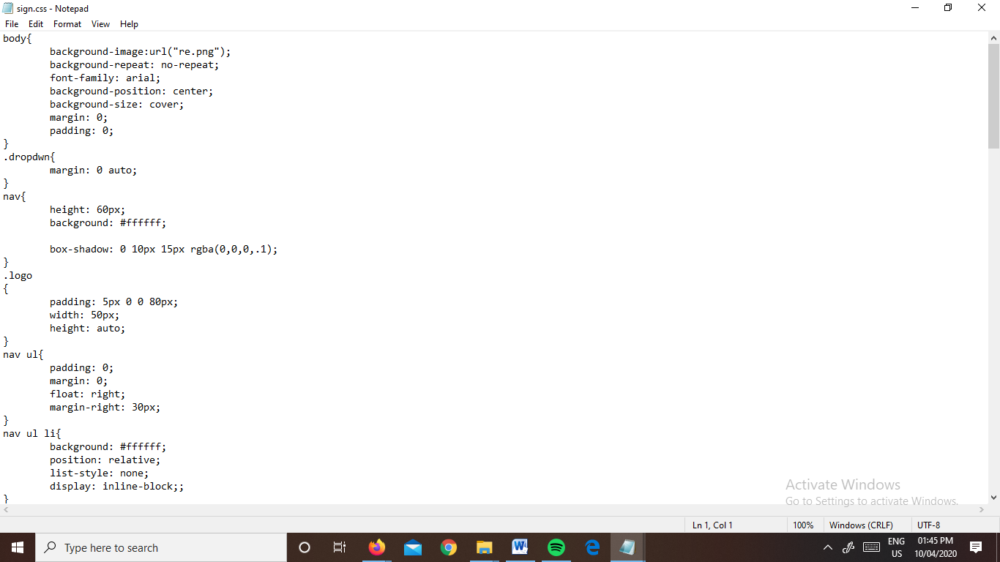 sign.css - Notepad
File Edit Format View Help
body{
background-image:url("re.png");
background-repeat: no-repeat;
font-family: arial;
background-position: center;
background-size: cover;
margin: 0;
padding: 0;
}
.dropdwn{
margin: 0 auto;
}
nav{
height: 60px;
background: #ffffff;
box-shadow: 0 10px 15px rgba(0,0,0,.1);
}
.logo
{
padding: 5px 0 0 80px;
width: 50px;
height: auto;
}
nav ul{
padding: 0;
margin: 0;
float: right;
margin-right: 30px;
}
nav ul li{
background: #ffffff;
position: relative;
list-style: none;
display: inline-block;;
}
Activate Windows
Go to Settings to activate Windows.
Ln 1, Col 1 100% Windows (CRLF) UTF-8
Type here to search
ENG
US
01:45 PM
10/04/2020